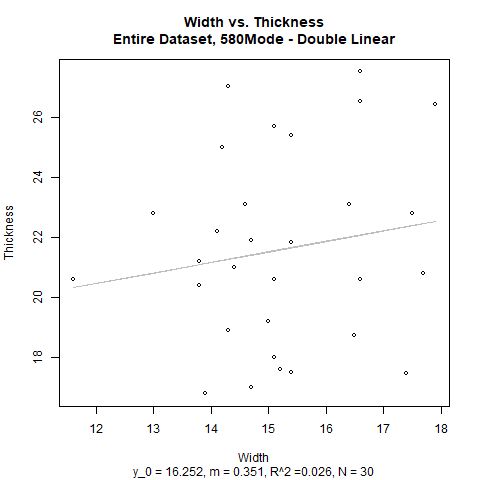 Width vs. Thickness
Entire Dataset, 580Mode - Double Linear
26
24
22
20
18
Thickness
12 13 14 15 16 17 18
Width
y_0 = 16.252, m = 0.351, R^2 =0.026, N = 30